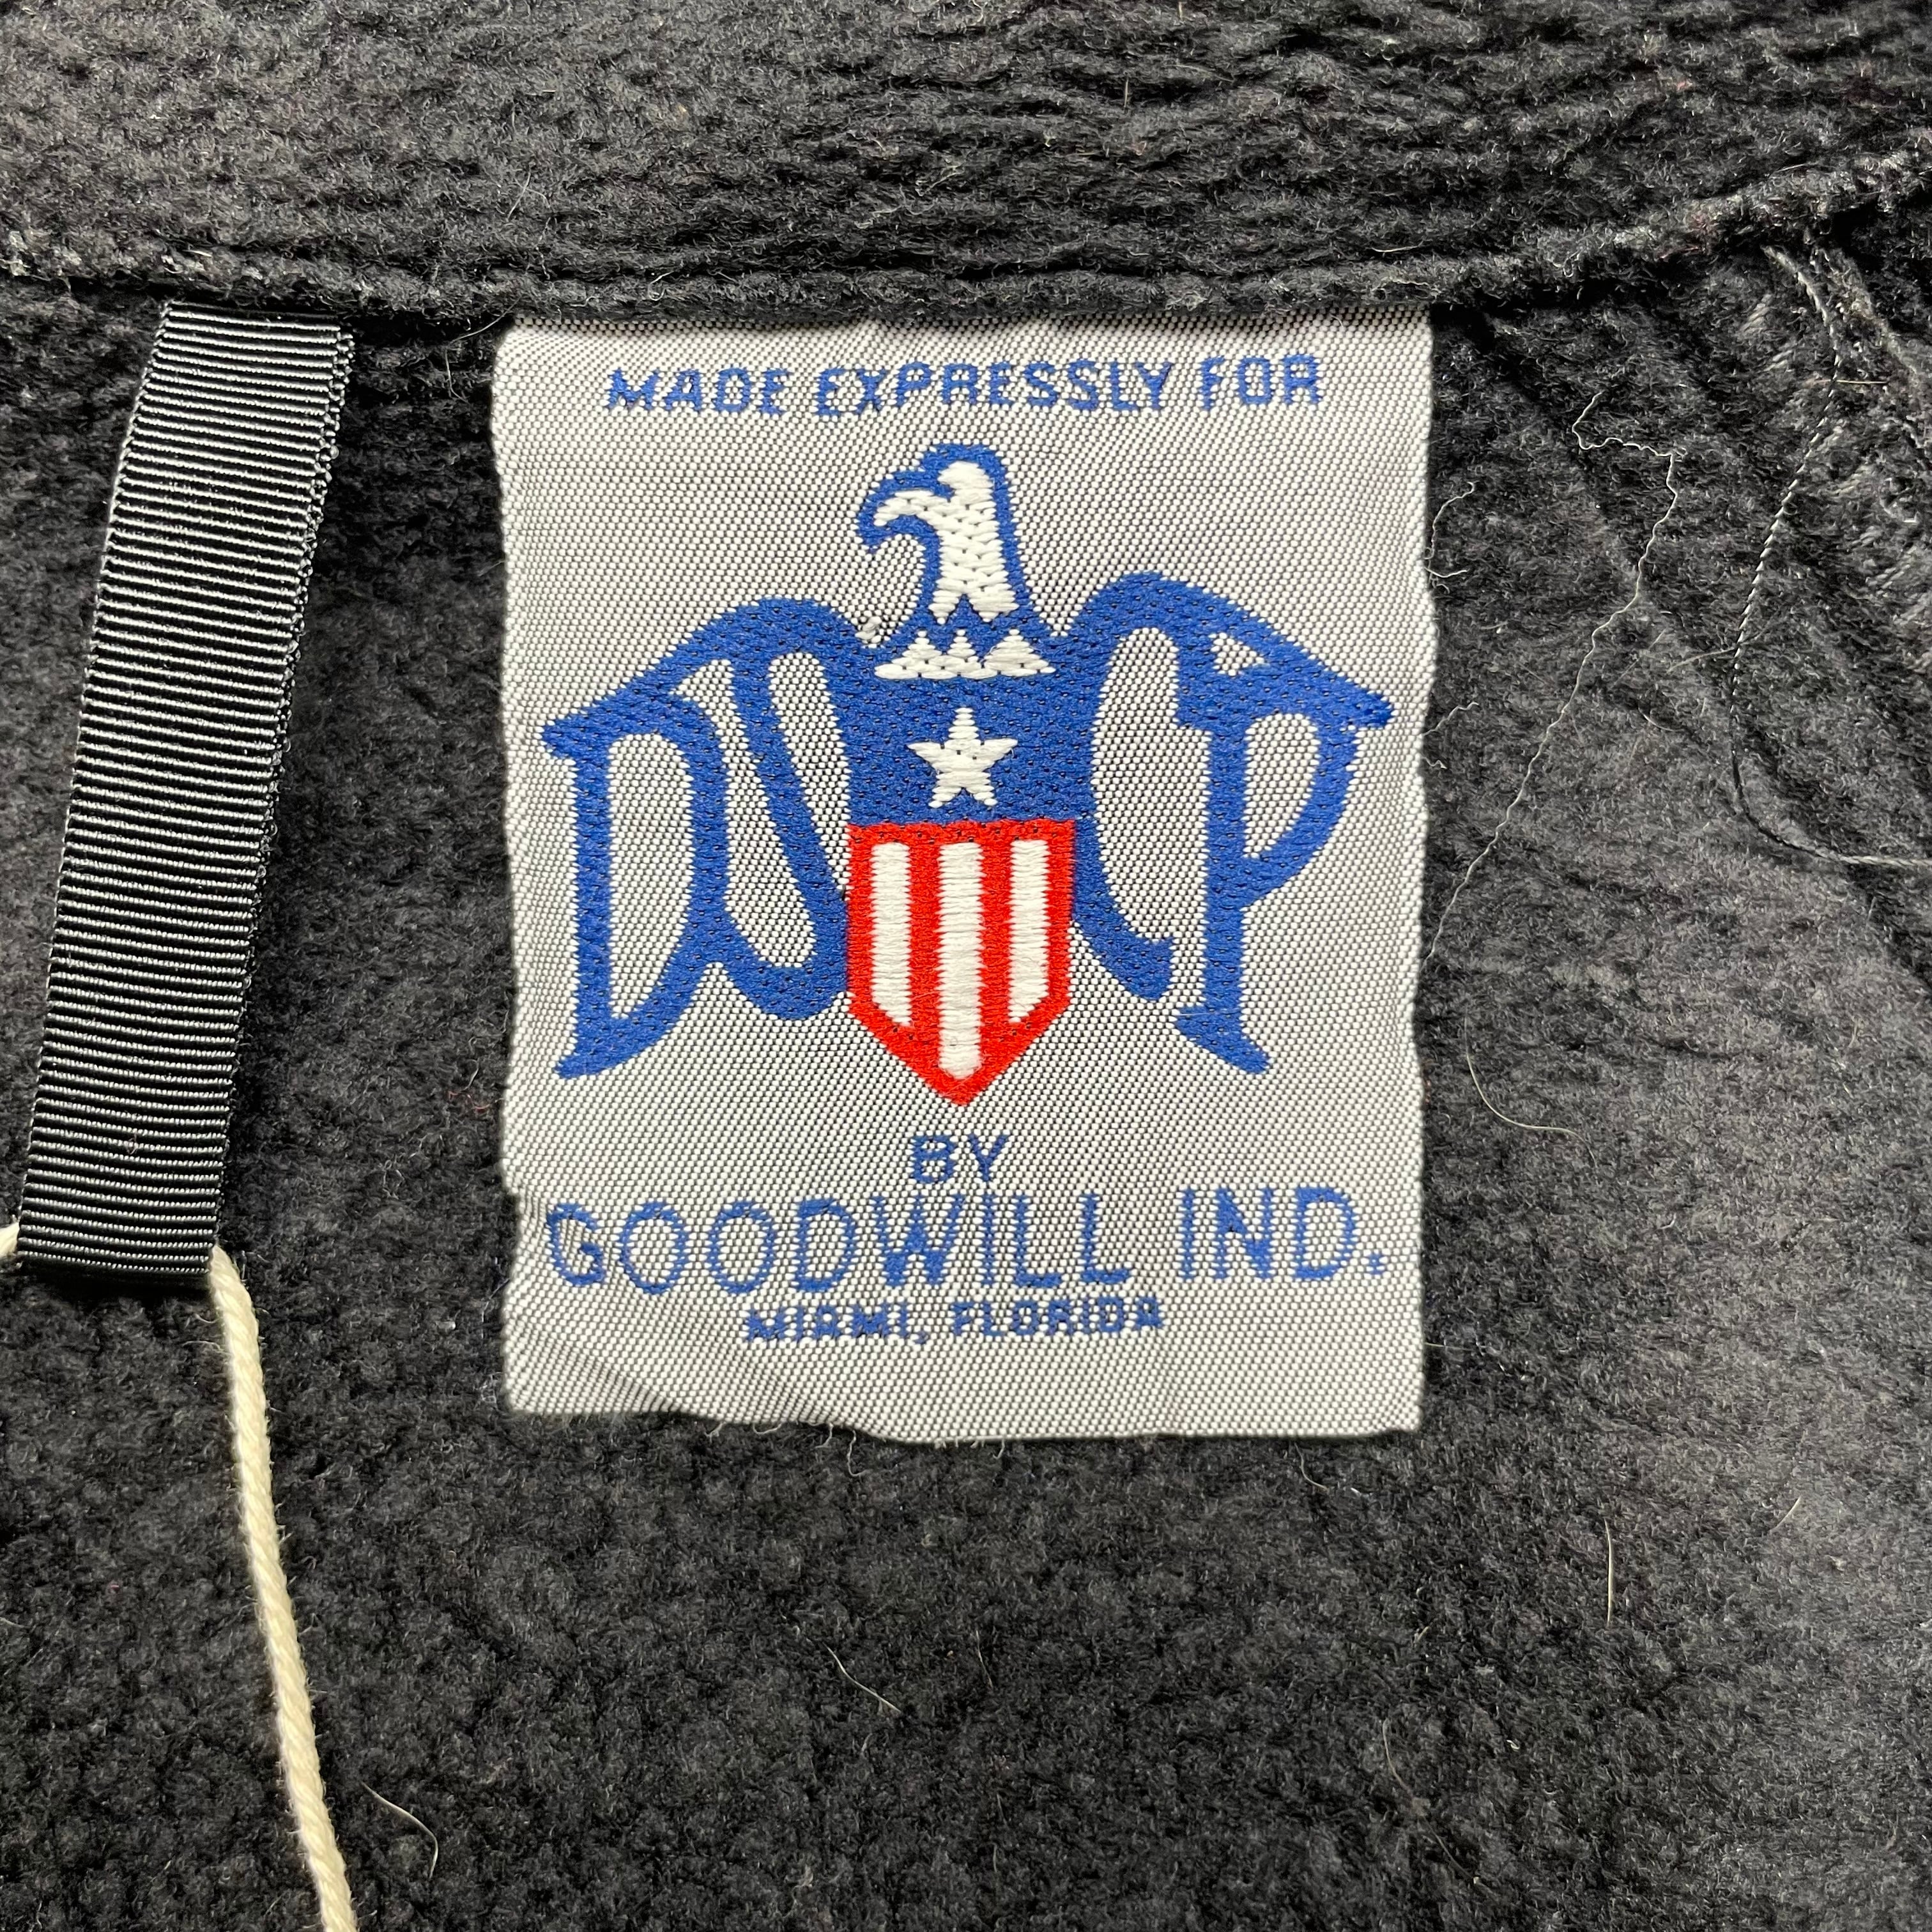 MADE EXPRESSLY FOR
DSCP
BY
GOODWILL IND.
MIAMI, FLORIDA